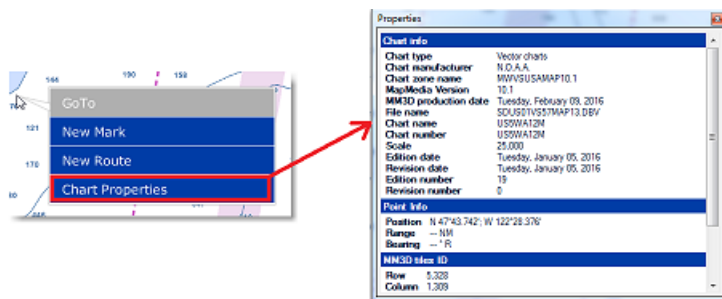 144
190
158
GoTo
121
New Mark
170
New Route
Chart Properties
Properties
Chart info
Chart type Vector charts
Chart manufacturer N.O.A.A.
Chart zone name MWVSUSAMAP10.1
MapMedia Version 10.1
MM3D production date Tuesday, February 09, 2016
File name SDUS01VS57MAP13.DBV
Chart name US5WA12M
Chart number US5WA12M
Scale 25,000
Edition date Tuesday, January 05, 2016
Revision date Tuesday, January 05, 2016
Edition number 19
Revision number 0
Point Info
Position N 47°43.742'; W 122°28.376'
Range --- NM
Bearing --- ° R
MM3D tiles ID
Row 5,328
Column 1,309